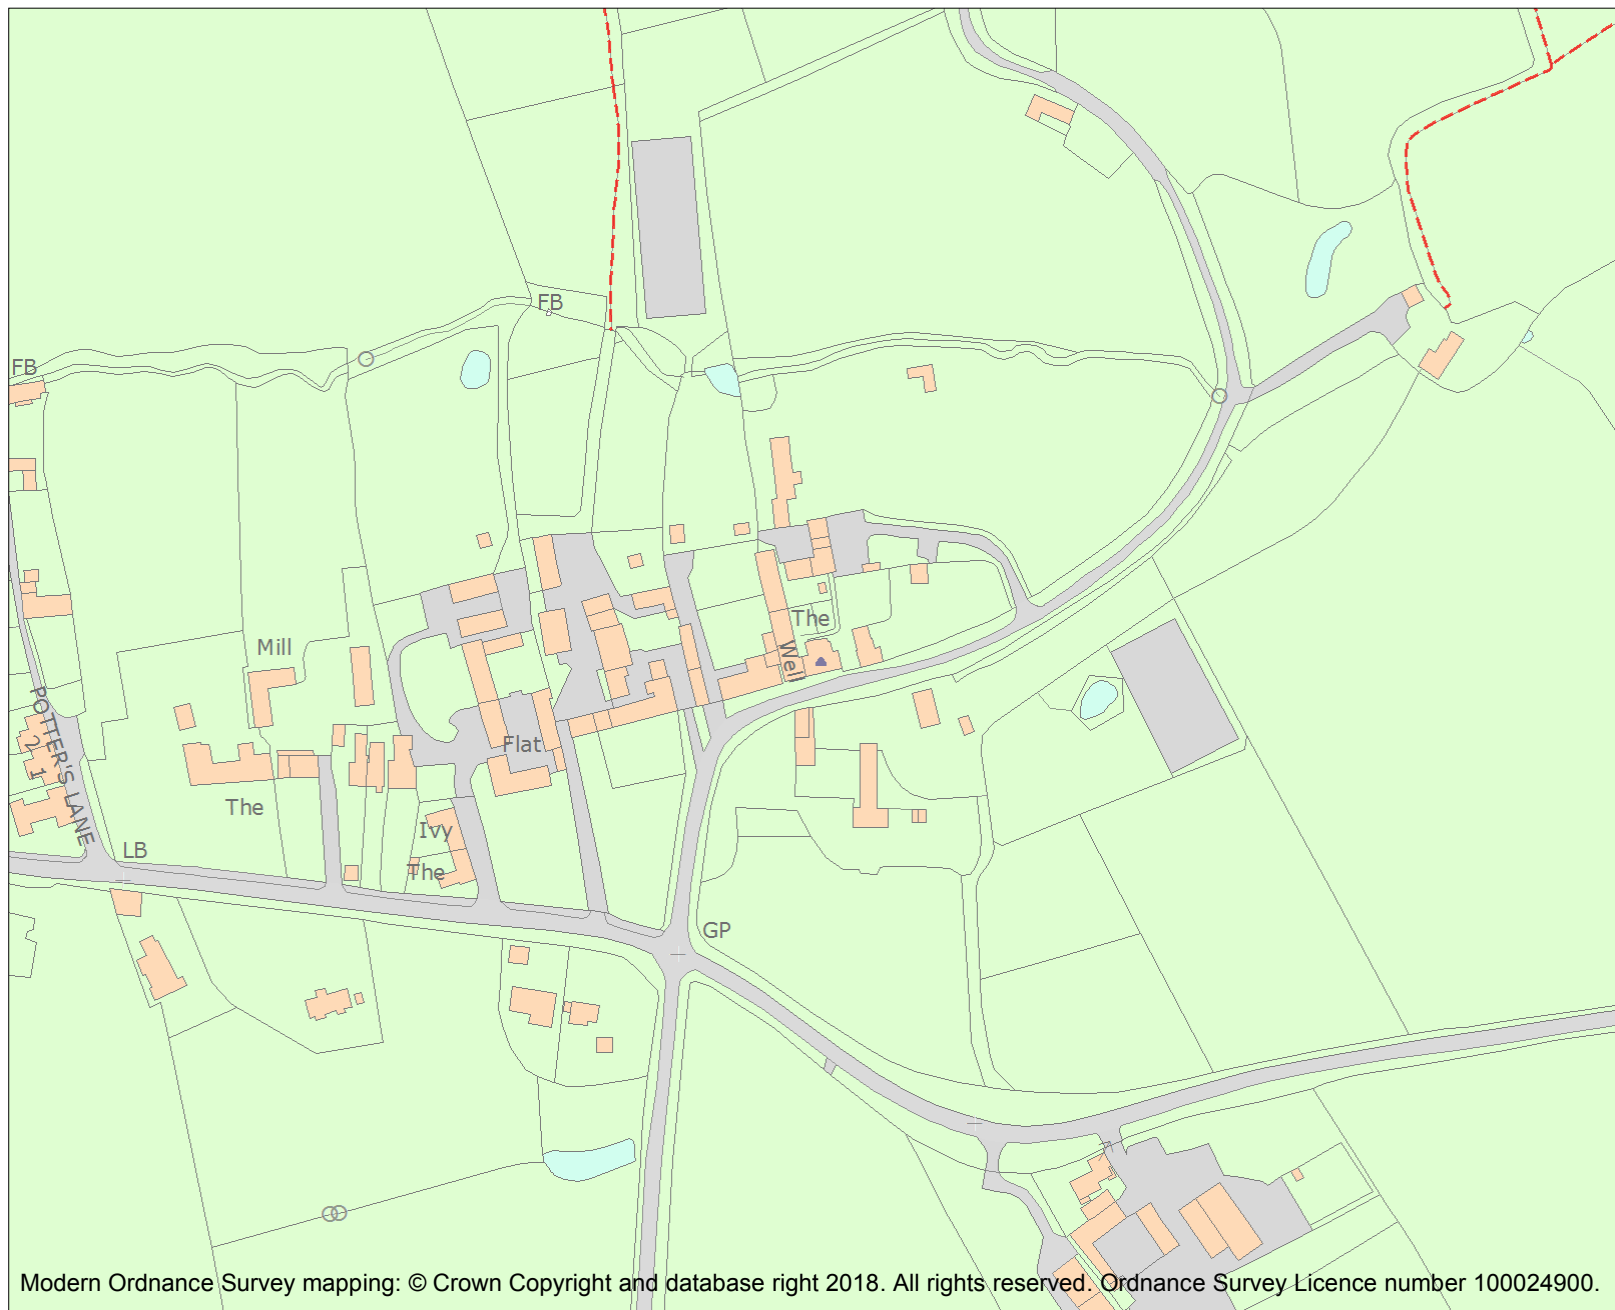 FB
FB
The
Mill
Well
POTTER'S LANE
2
1
Flat
The
Ivy
LB
The
GP
Modern Ordnance Survey mapping: © Crown Copyright and database right 2018. All rights reserved. Ordnance Survey Licence number 100024900.